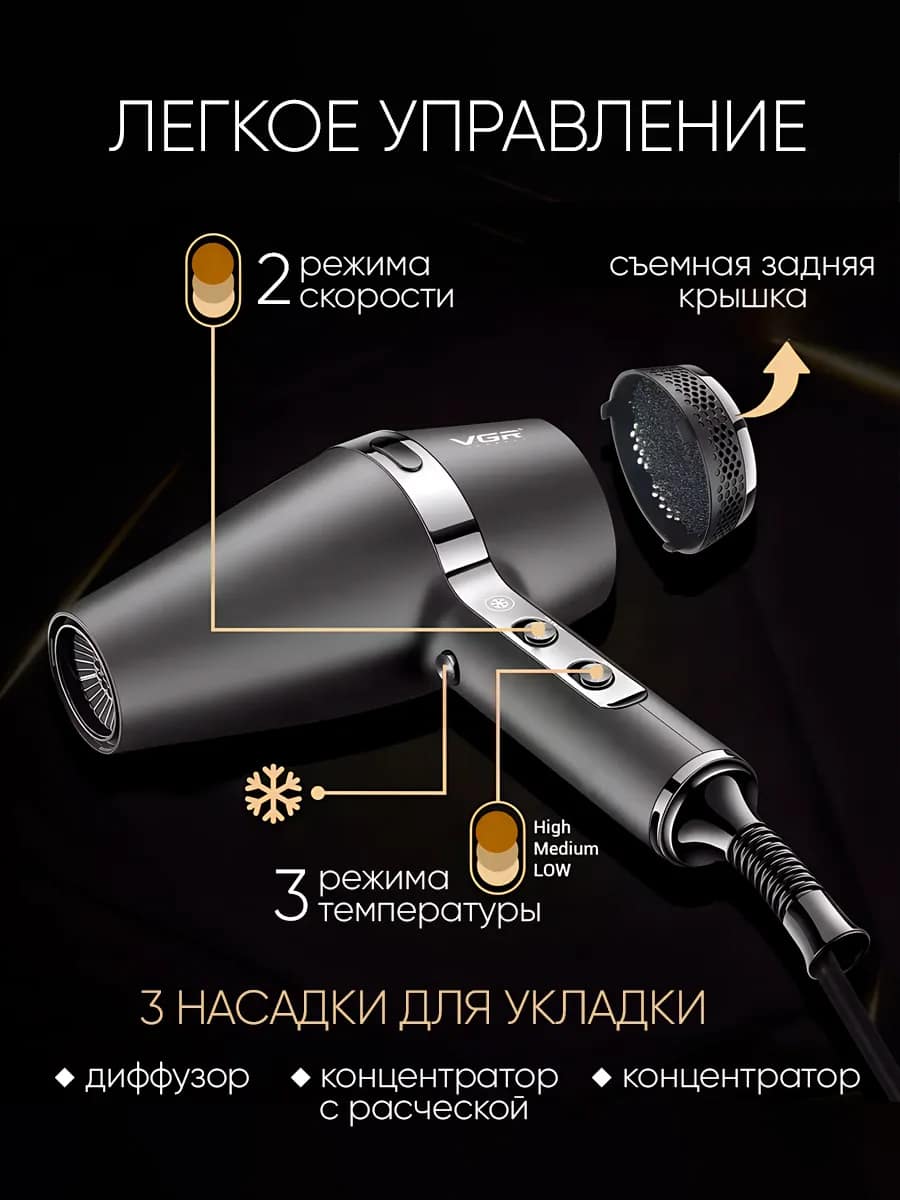 ЛЕГКОЕ УПРАВЛЕНИЕ
2 режима
скорости
съемная задняя
крышка
VGR
High
Medium
LOW
3 режима
температуры
3 НАСАДКИ ДЛЯ УКЛАДКИ
◆ диффузор ◆ концентратор ◆ концентратор
с расческой